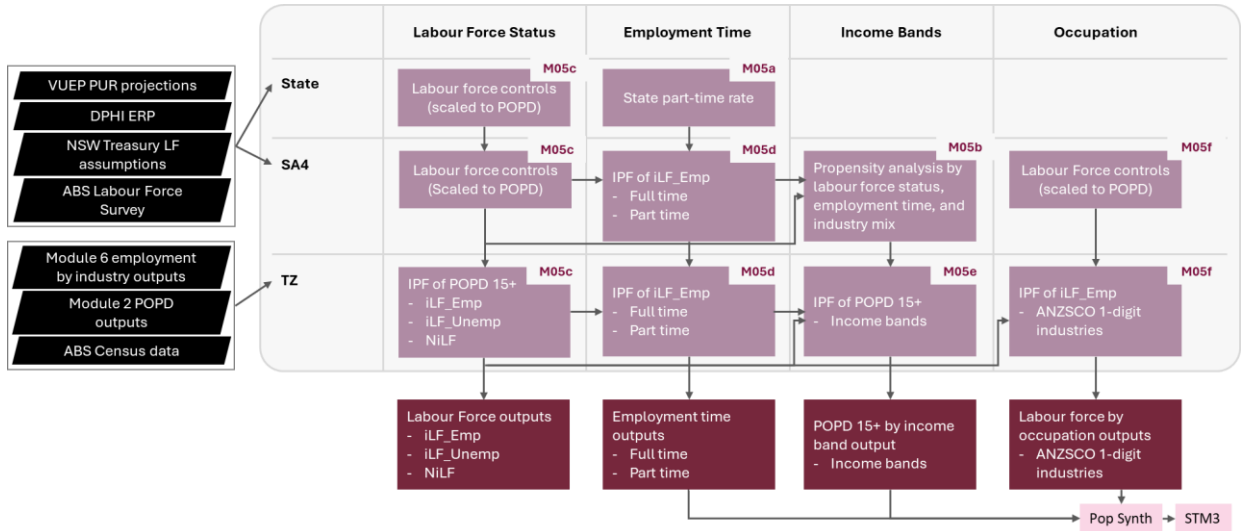 Labour Force Status
Employment Time
Income Bands
Occupation
VUEP PUR projections
DPHI ERP
NSW Treasury LF
assumptions
ABS Labour Force
Survey
State
M05c
Labour force controls
(scaled to POPD)
M05a
State part-time rate
SA4
M05c
Labour force controls
(Scaled to POPD)
M05d
IPF of iLF_Emp
- Full time
- Part time
M05b
Propensity analysis by
labour force status,
employment time, and
industry mix
M05f
Labour Force controls
(scaled to POPD)
Module 6 employment
by industry outputs
Module 2 POPD
outputs
ABS Census data
TZ
M05c
IPF of POPD 15+
- iLF_Emp
- iLF_Unemp
- NiLF
M05d
IPF of iLF_Emp
- Full time
- Part time
M05e
IPF of POPD 15+
- Income bands
M05f
IPF of iLF_Emp
- ANZSCO 1-digit
industries
Labour Force outputs
- iLF_Emp
- iLF_Unemp
- NiLF
Employment time
outputs
- Full time
- Part time
POPD 15+ by income
band output
- Income bands
Labour force by
occupation outputs
- ANZSCO 1-digit
industries
Pop Synth
STM3